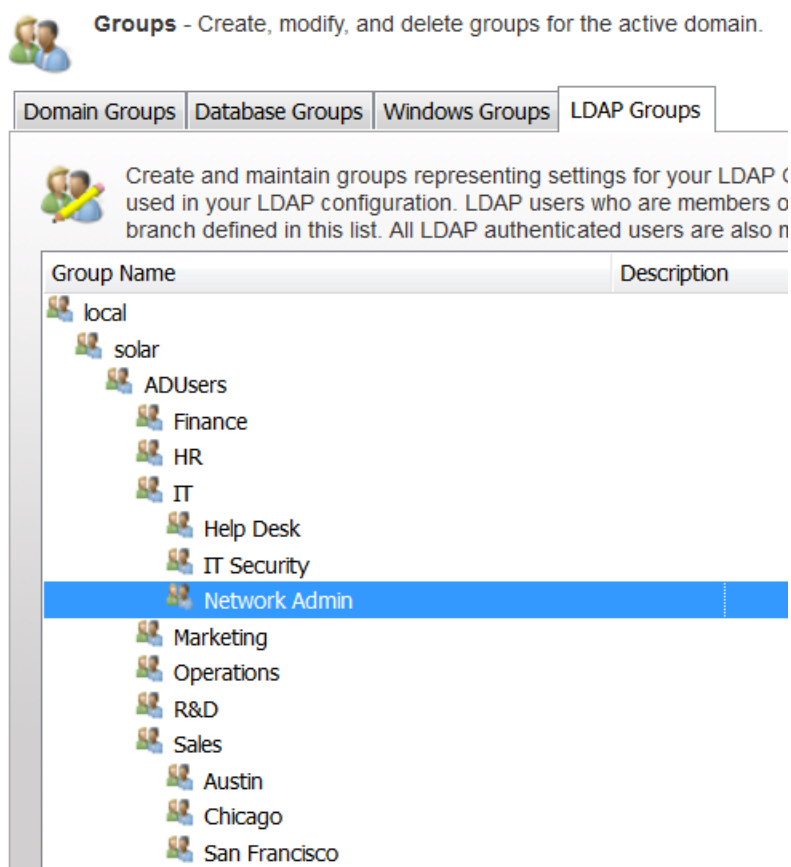 Groups - Create, modify, and delete groups for the active domain.
Domain Groups Database Groups Windows Groups LDAP Groups
Create and maintain groups representing settings for your LDAP
used in your LDAP configuration. LDAP users who are members
branch defined in this list. All LDAP authenticated users are also
Group Name Description
local
solar
ADUsers
Finance
HR
IT
Help Desk
IT Security
Network Admin
Marketing
Operations
R&D
Sales
Austin
Chicago
San Francisco